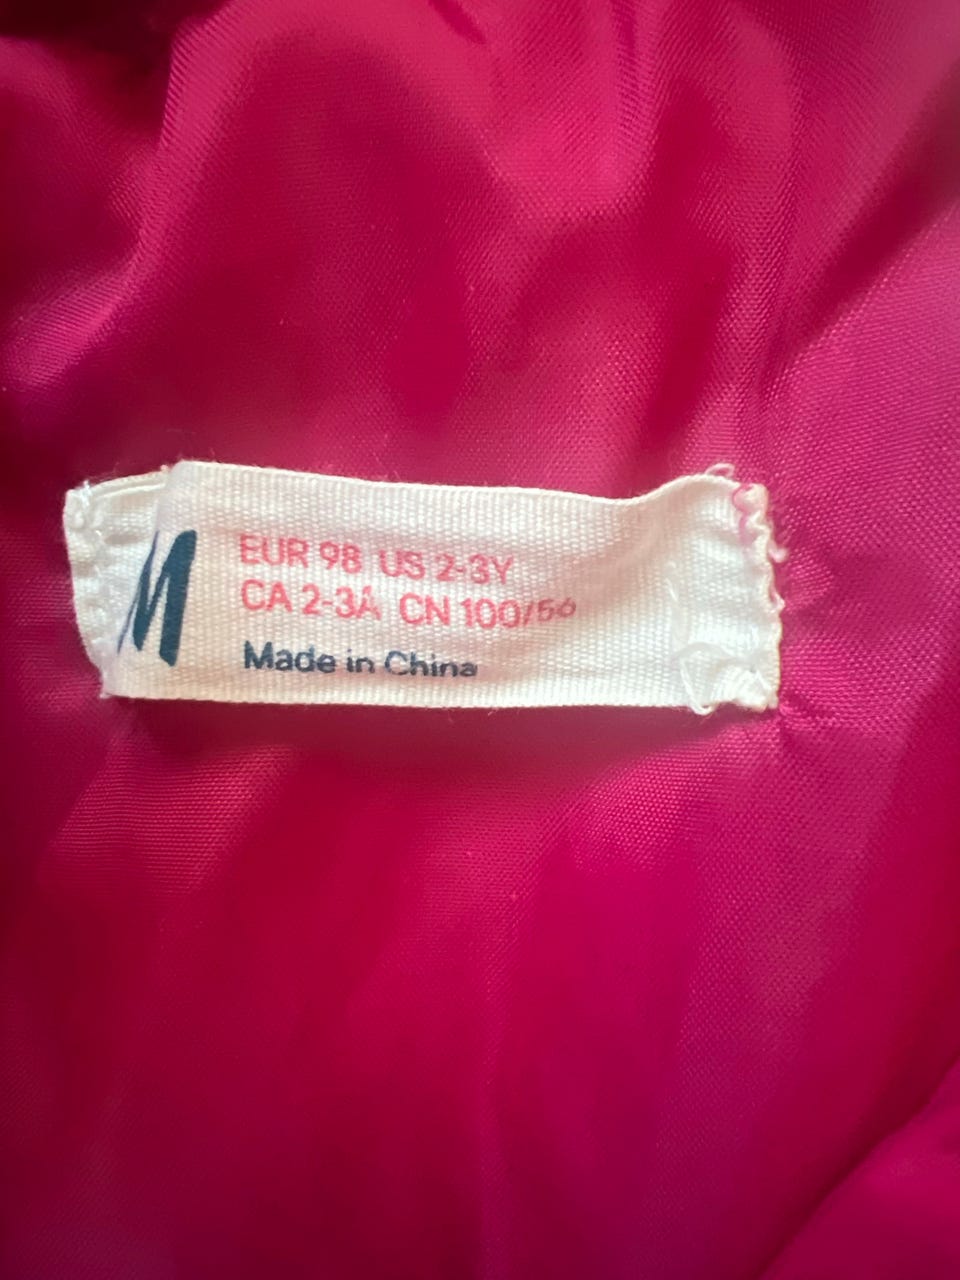 M
EUR 98 US 2-3Y
CA 2-3A CN 100/56
Made in China